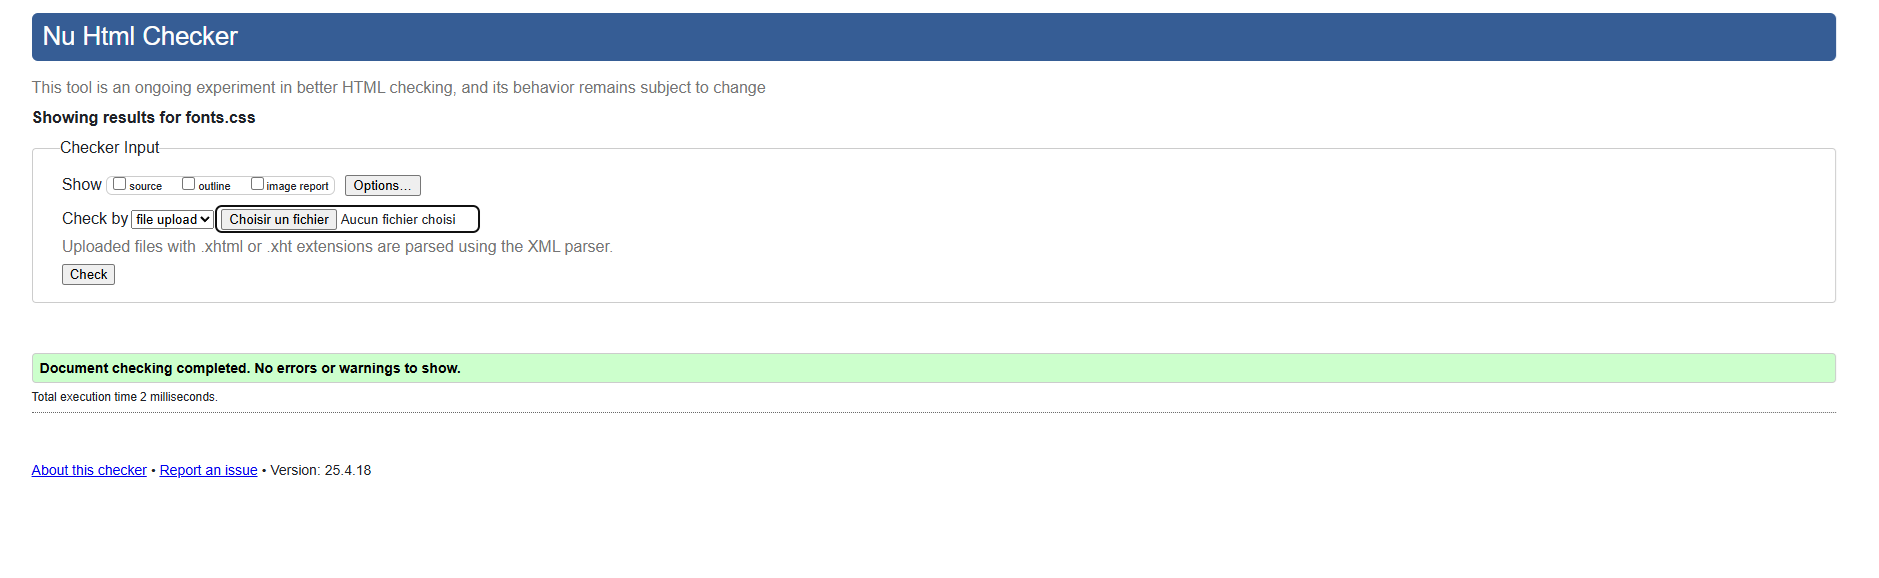 Nu Html Checker
This tool is an ongoing experiment in better HTML checking, and its behavior remains subject to change
Showing results for fonts.css
Checker Input
Show source outline image report Options...
Check by file upload Choisir un fichier Aucun fichier choisi
Uploaded files with .xhtml or .xht extensions are parsed using the XML parser.
Check
Document checking completed. No errors or warnings to show.
Total execution time 2 milliseconds.
About this checker • Report an issue • Version: 25.4.18